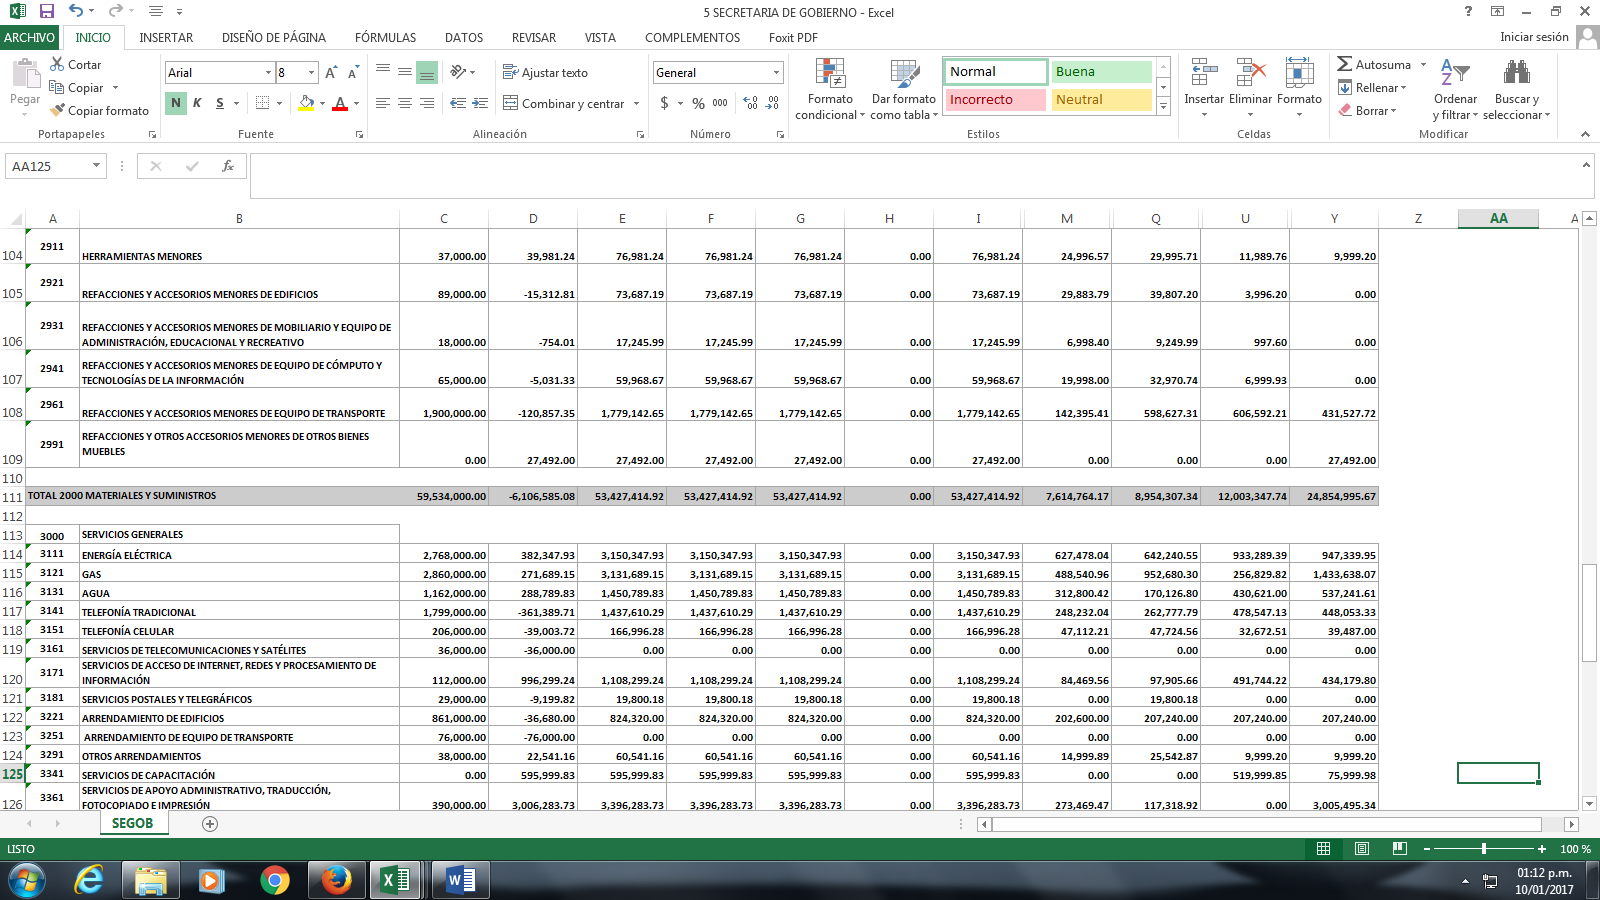 5 SECRETARIA DE GOBIERNO - Excel
ARCHIVO INICIO INSERTAR DISEÑO DE PÁGINA FÓRMULAS DATOS REVISAR VISTA COMPLEMENTOS Foxit PDF Iniciar sesión
Pegar
Cortar
Copiar
Copiar formato
Portapapeles
Arial 8
N K S
Fuente
Ajustar texto
Combinar y centrar
Alineación
General
$ % 000
Número
Formato condicional
Dar formato como tabla
Normal Buena
Incorrecto Neutral
Estilos
Insertar Eliminar Formato
Celdas
Autosuma
Rellenar
Borrar
Ordenar y filtrar
Buscar y seleccionar
Modificar
AA125 fx
A B C D E F G H I M Q U Y Z AA A
104 2911 HERRAMIENTAS MENORES 37,000.00 39,981.24 76,981.24 76,981.24 76,981.24 0.00 76,981.24 24,996.57 29,995.71 11,989.76 9,999.20
105 2921 REFACCIONES Y ACCESORIOS MENORES DE EDIFICIOS 89,000.00 -15,312.81 73,687.19 73,687.19 73,687.19 0.00 73,687.19 29,883.79 39,807.20 3,996.20 0.00
106 2931 REFACCIONES Y ACCESORIOS MENORES DE MOBILIARIO Y EQUIPO DE
ADMINISTRACIÓN, EDUCACIONAL Y RECREATIVO 18,000.00 -754.01 17,245.99 17,245.99 17,245.99 0.00 17,245.99 6,998.40 9,249.99 997.60 0.00
107 2941 REFACCIONES Y ACCESORIOS MENORES DE EQUIPO DE CÓMPUTO Y
TECNOLOGÍAS DE LA INFORMACIÓN 65,000.00 -5,031.33 59,968.67 59,968.67 59,968.67 0.00 59,968.67 19,998.00 32,970.74 6,999.93 0.00
108 2961 REFACCIONES Y ACCESORIOS MENORES DE EQUIPO DE TRANSPORTE 1,900,000.00 -120,857.35 1,779,142.65 1,779,142.65 1,779,142.65 0.00 1,779,142.65 142,395.41 598,627.31 606,592.21 431,527.72
109 2991 REFACCIONES Y OTROS ACCESORIOS MENORES DE OTROS BIENES
MUEBLES 0.00 27,492.00 27,492.00 27,492.00 27,492.00 0.00 27,492.00 0.00 0.00 0.00 27,492.00
110
111 TOTAL 2000 MATERIALES Y SUMINISTROS 59,534,000.00 -6,106,585.08 53,427,414.92 53,427,414.92 53,427,414.92 0.00 53,427,414.92 7,614,764.17 8,954,307.34 12,003,347.74 24,854,995.67
112
113 3000 SERVICIOS GENERALES
114 3111 ENERGÍA ELÉCTRICA 2,768,000.00 382,347.93 3,150,347.93 3,150,347.93 3,150,347.93 0.00 3,150,347.93 627,478.04 642,240.55 933,289.39 947,339.95
115 3121 GAS 2,860,000.00 271,689.15 3,131,689.15 3,131,689.15 3,131,689.15 0.00 3,131,689.15 488,540.96 952,680.30 256,829.82 1,433,638.07
116 3131 AGUA 1,162,000.00 288,789.83 1,450,789.83 1,450,789.83 1,450,789.83 0.00 1,450,789.83 312,800.42 170,126.80 430,621.00 537,241.61
117 3141 TELEFONÍA TRADICIONAL 1,799,000.00 -361,389.71 1,437,610.29 1,437,610.29 1,437,610.29 0.00 1,437,610.29 248,232.04 262,777.79 478,547.13 448,053.33
118 3151 TELEFONÍA CELULAR 206,000.00 -39,003.72 166,996.28 166,996.28 166,996.28 0.00 166,996.28 47,112.21 47,724.56 32,672.51 39,487.00
119 3161 SERVICIOS DE TELECOMUNICACIONES Y SATÉLITES 36,000.00 -36,000.00 0.00 0.00 0.00 0.00 0.00 0.00 0.00 0.00 0.00
120 3171 SERVICIOS DE ACCESO DE INTERNET, REDES Y PROCESAMIENTO DE
INFORMACIÓN 112,000.00 996,299.24 1,108,299.24 1,108,299.24 1,108,299.24 0.00 1,108,299.24 84,469.56 97,905.66 491,744.22 434,179.80
121 3181 SERVICIOS POSTALES Y TELEGRÁFICOS 29,000.00 -9,199.82 19,800.18 19,800.18 19,800.18 0.00 19,800.18 0.00 19,800.18 0.00 0.00
122 3221 ARRENDAMIENTO DE EDIFICIOS 861,000.00 -36,680.00 824,320.00 824,320.00 824,320.00 0.00 824,320.00 202,600.00 207,240.00 207,240.00 207,240.00
123 3251 ARRENDAMIENTO DE EQUIPO DE TRANSPORTE 76,000.00 -76,000.00 0.00 0.00 0.00 0.00 0.00 0.00 0.00 0.00 0.00
124 3291 OTROS ARRENDAMIENTOS 38,000.00 22,541.16 60,541.16 60,541.16 60,541.16 0.00 60,541.16 14,999.89 25,542.87 9,999.20 9,999.20
125 3341 SERVICIOS DE CAPACITACIÓN 0.00 595,999.83 595,999.83 595,999.83 595,999.83 0.00 595,999.83 0.00 0.00 519,999.85 75,999.98
126 3361 SERVICIOS DE APOYO ADMINISTRATIVO, TRADUCCIÓN,
FOTOCOPIADO E IMPRESIÓN 390,000.00 3,006,283.73 3,396,283.73 3,396,283.73 3,396,283.73 0.00 3,396,283.73 273,469.47 117,318.92 0.00 3,005,495.34
SEGOB
LISTO 100 %
01:12 p.m.
10/01/2017